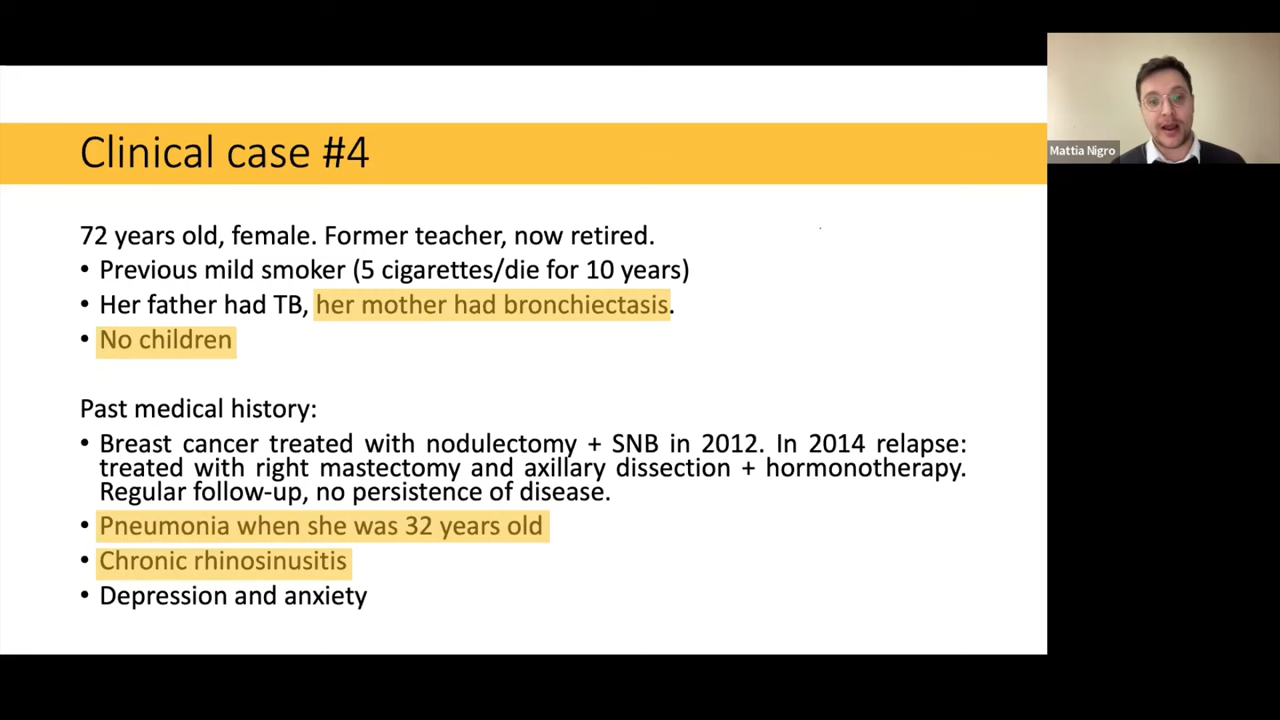 Clinical case #4
Mattia Nigro
72 years old, female. Former teacher, now retired.
• Previous mild smoker (5 cigarettes/die for 10 years)
• Her father had TB, her mother had bronchiectasis.
• No children
Past medical history:
• Breast cancer treated with nodulectomy + SNB in 2012. In 2014 relapse:
treated with right mastectomy and axillary dissection + hormonotherapy.
Regular follow-up, no persistence of disease.
• Pneumonia when she was 32 years old
• Chronic rhinosinusitis
• Depression and anxiety